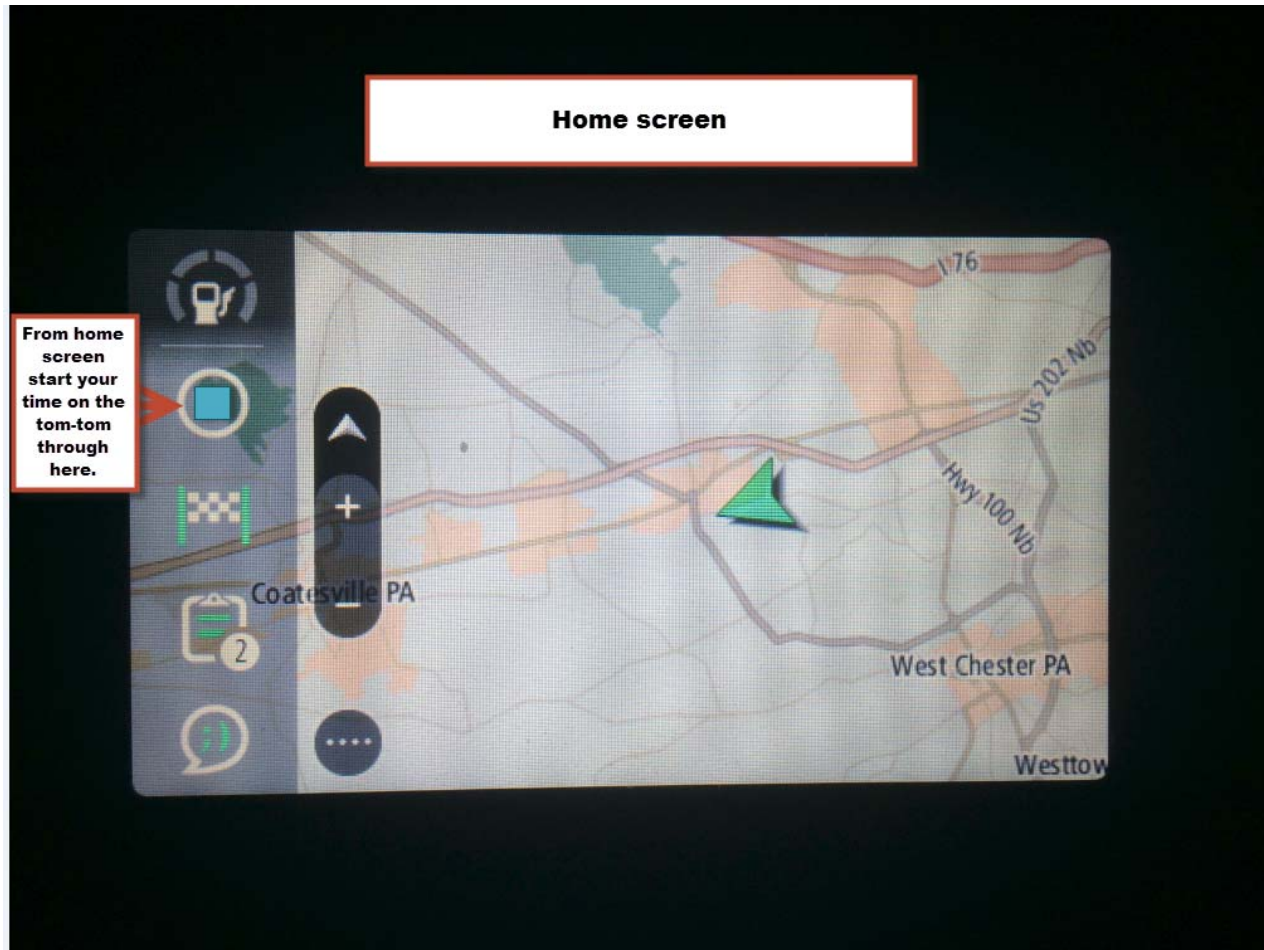 Home screen
I 76
From home
screen
start your
time on the
tom-tom
through
here.
Us 202 Nb
+
Hwy 100 Nb
Coatesville PA
−
2
West Chester PA
;)
....
Westtow